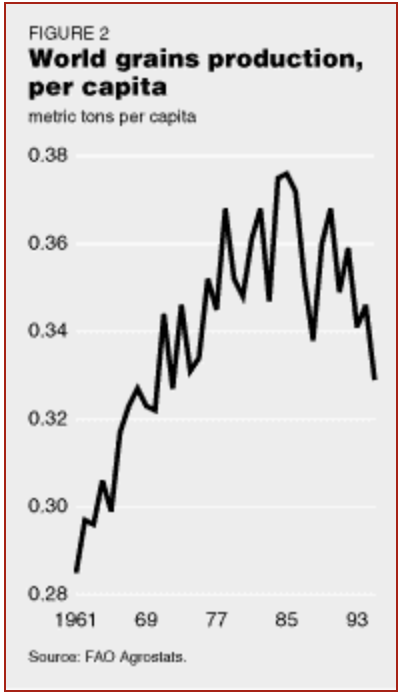 FIGURE 2
World grains production,
per capita
metric tons per capita
0.38
0.36
0.34
0.32
0.30
0.28
1961 69 77 85 93
Source: FAO Agrostats.